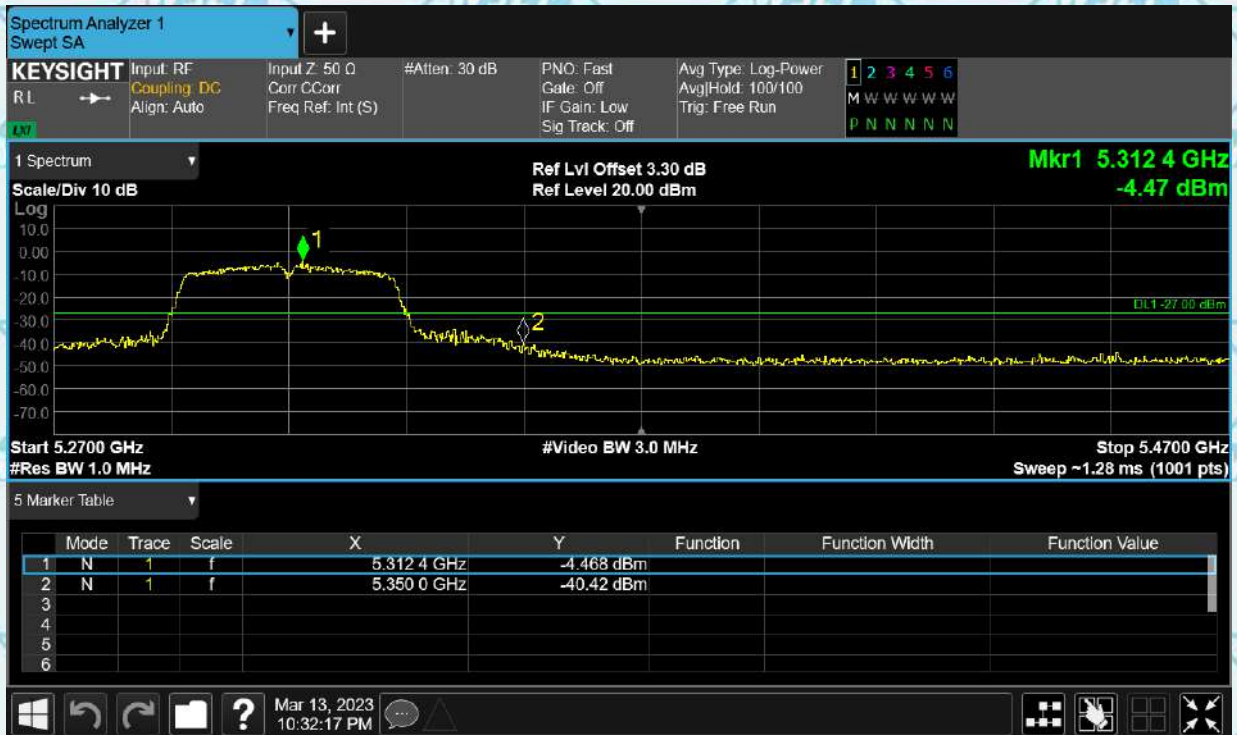 Spectrum Analyzer 1
Swept SA
+
KEYSIGHT
RL
LXI
Input: RF
Coupling: DC
Align: Auto
Input Z: 50 Ω
Corr CCorr
Freq Ref: Int (S)
#Atten: 30 dB
PNO: Fast
Gate: Off
IF Gain: Low
Sig Track: Off
Avg Type: Log-Power
Avg|Hold: 100/100
Trig: Free Run
1 2 3 4 5 6
M W W W W W
P N N N N N
1 Spectrum
Scale/Div 10 dB
Ref Lvl Offset 3.30 dB
Ref Level 20.00 dBm
Mkr1 5.312 4 GHz
-4.47 dBm
Log
10.0
0.00
-10.0
-20.0
-30.0
-40.0
-50.0
-60.0
-70.0
1
2
DL1 -27.00 dBm
Start 5.2700 GHz
#Video BW 3.0 MHz
Stop 5.4700 GHz
#Res BW 1.0 MHz
Sweep ~1.28 ms (1001 pts)
5 Marker Table
Mode Trace Scale X Y Function Function Width Function Value
1 N 1 f 5.312 4 GHz -4.468 dBm
2 N 1 f 5.350 0 GHz -40.42 dBm
3
4
5
6
?
Mar 13, 2023
10:32:17 PM